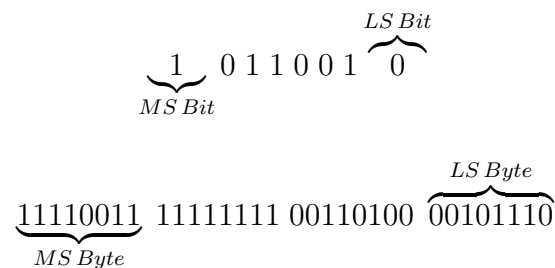 LS Bit
1 0 1 1 0 0 1 0
MS Bit
LS Byte
11110011 11111111 00110100 00101110
MS Byte